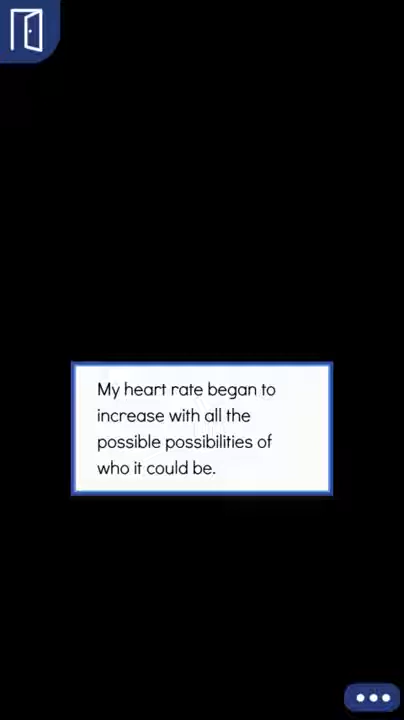 My heart rate began to
increase with all the
possible possibilities of
who it could be.